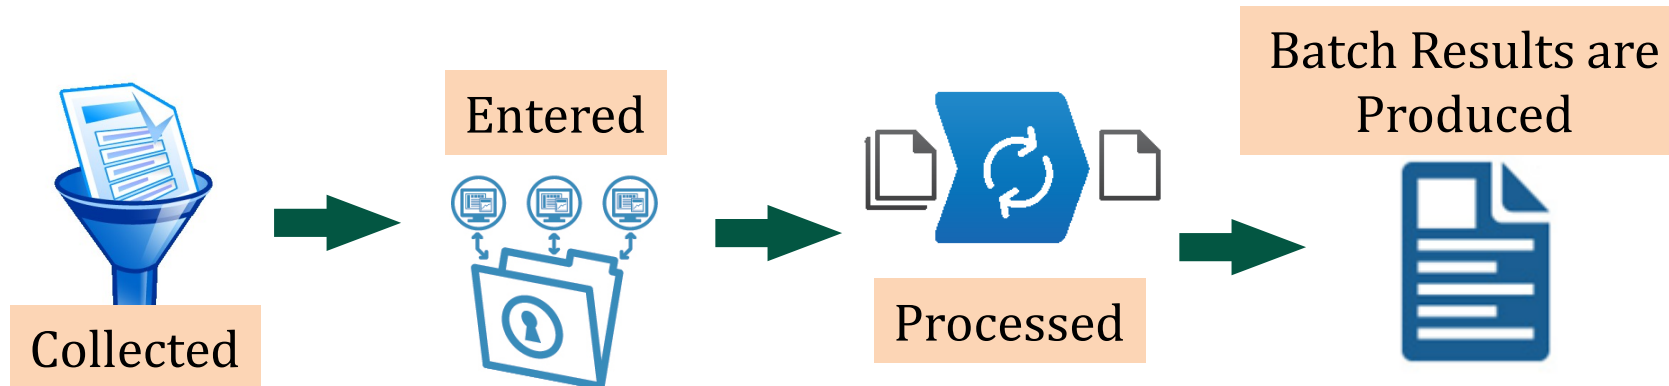 Collected
Entered
Processed
Batch Results are
Produced